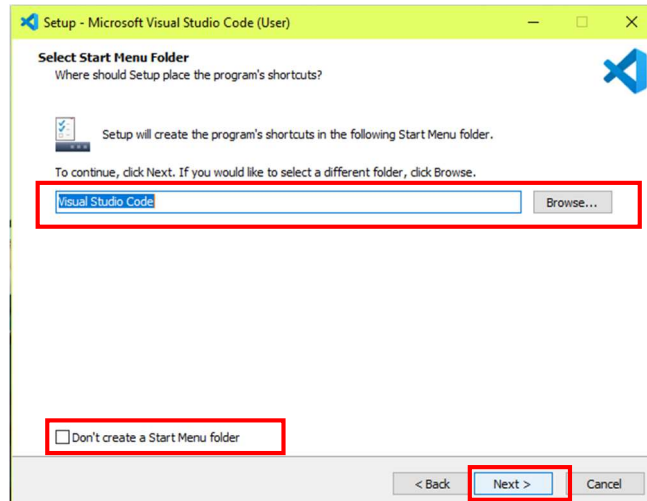 Setup - Microsoft Visual Studio Code (User)
Select Start Menu Folder
Where should Setup place the program's shortcuts?
Setup will create the program's shortcuts in the following Start Menu folder.
To continue, click Next. If you would like to select a different folder, click Browse.
Visual Studio Code
Browse...
Don't create a Start Menu folder
< Back
Next >
Cancel